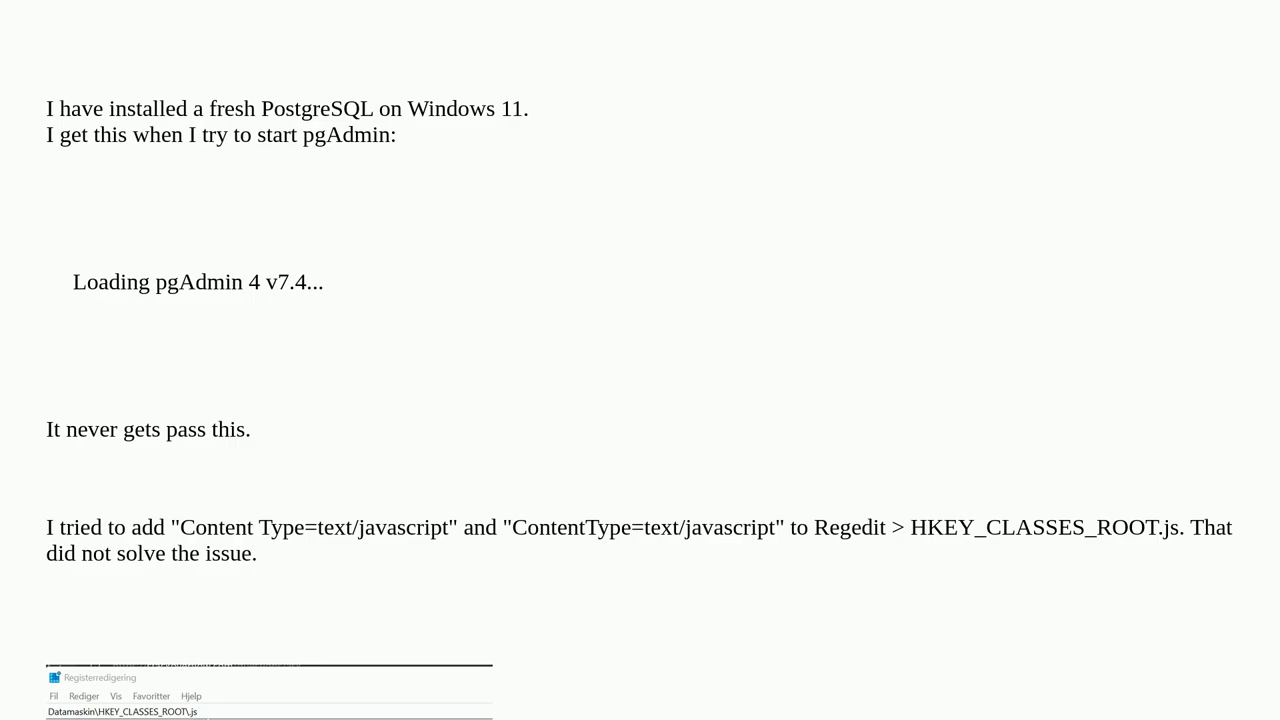 I have installed a fresh PostgreSQL on Windows 11.
I get this when I try to start pgAdmin:
Loading pgAdmin 4 v7.4...
It never gets pass this.
I tried to add "Content Type=text/javascript" and "ContentType=text/javascript" to Regedit > HKEY_CLASSES_ROOT.js. That
did not solve the issue.
Registerredigering
Fil Rediger Vis Favoritter Hjelp
Datamaskin\HKEY_CLASSES_ROOT\.js